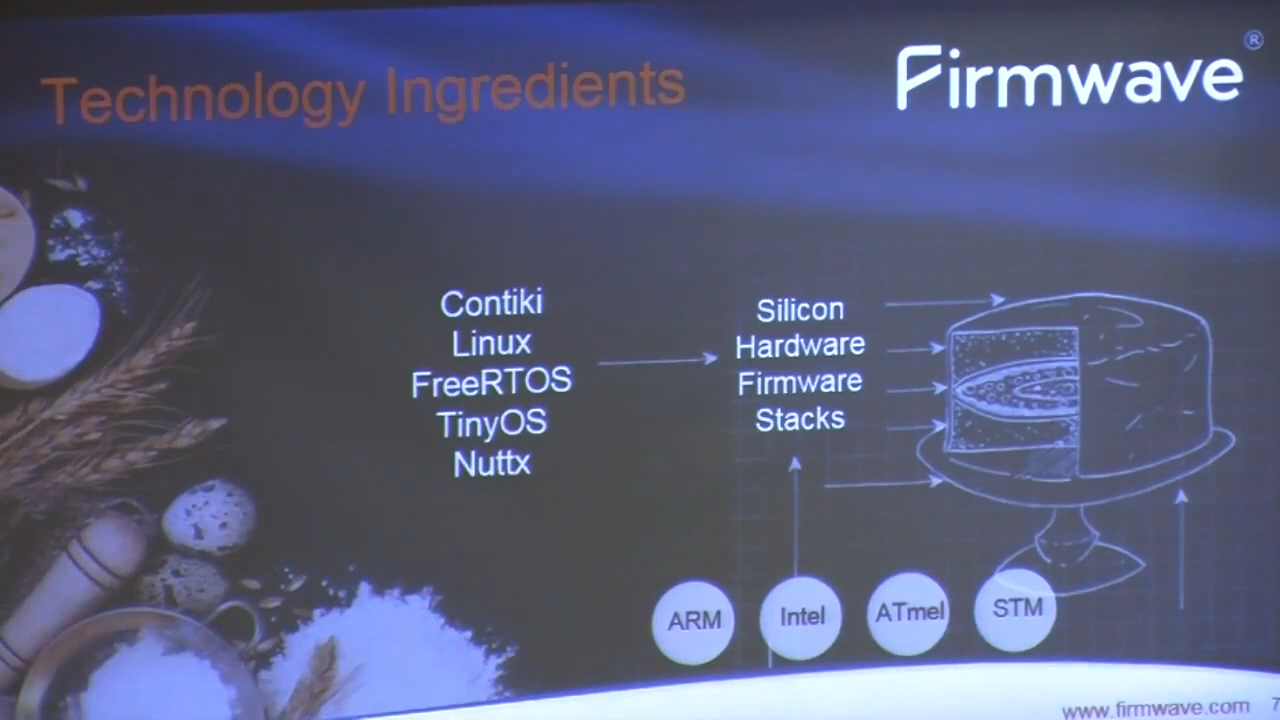 Technology Ingredients
Firmwave®
Contiki
Linux
FreeRTOS
TinyOS
Nuttx
Silicon
Hardware
Firmware
Stacks
ARM
Intel
ATmel
STM
www.firmwave.com 7